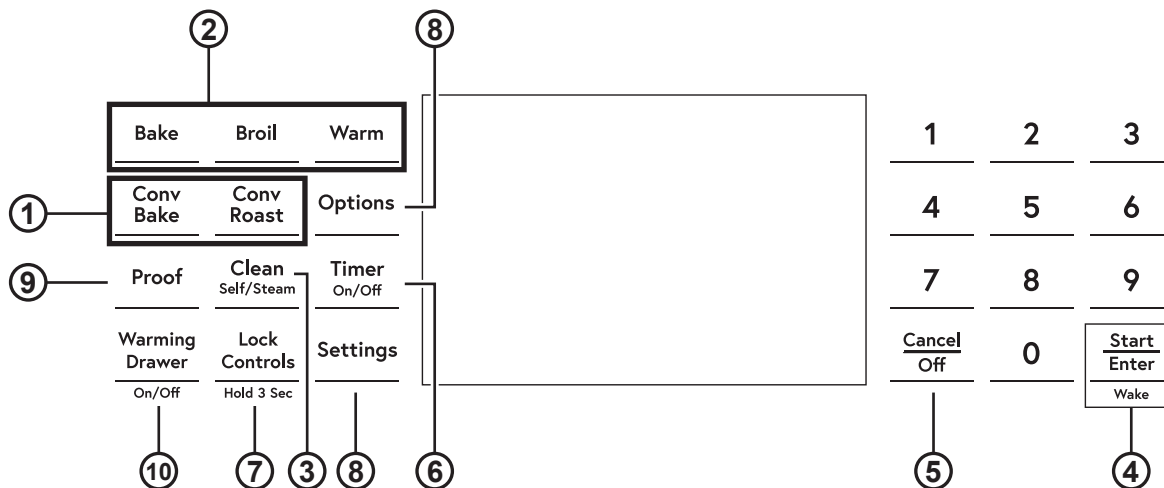 2 8
Bake Broil Warm 1 2 3
Conv Conv
Bake Roast Options 4 5 6
1
9 Proof Clean Timer 7 8 9
Self/Steam On/Off
Warming Lock Settings Cancel 0 Start
Drawer Controls Off Enter
On/Off Hold 3 Sec Wake
10 7 3 8 6 5 4